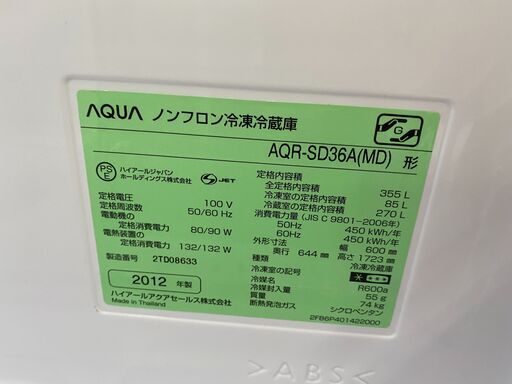 AQUA ノンフロン冷凍冷蔵庫
G
AQR-SD36A(MD) 形
PS E ハイアールジャパン ホールディングス株式会社 S JET
定格電圧 100 V
定格周波数 50/60 Hz
電動機の
定格消費電力 80/90 W
電熱装置の
定格消費電力 132/132 W
製造番号 2TD08633
2012 年製
ハイアールアクアセールス株式会社
Made in Thailand
定格内容積
全定格内容積 355 L
冷凍室の定格内容積 85 L
冷蔵室の定格内容積 270 L
消費電力量 (JIS C 9801-2006年)
50Hz 450 kWh/年
60Hz 450 kWh/年
外形寸法 幅 600 mm
奥行 644 mm 高さ 1723 mm
種類 冷凍冷蔵庫
冷凍室の記号
冷媒名 R600a
冷媒封入量 55 g
質量 74 kg
断熱発泡ガス シクロペンタン
2FB6P401422000
>ABS<